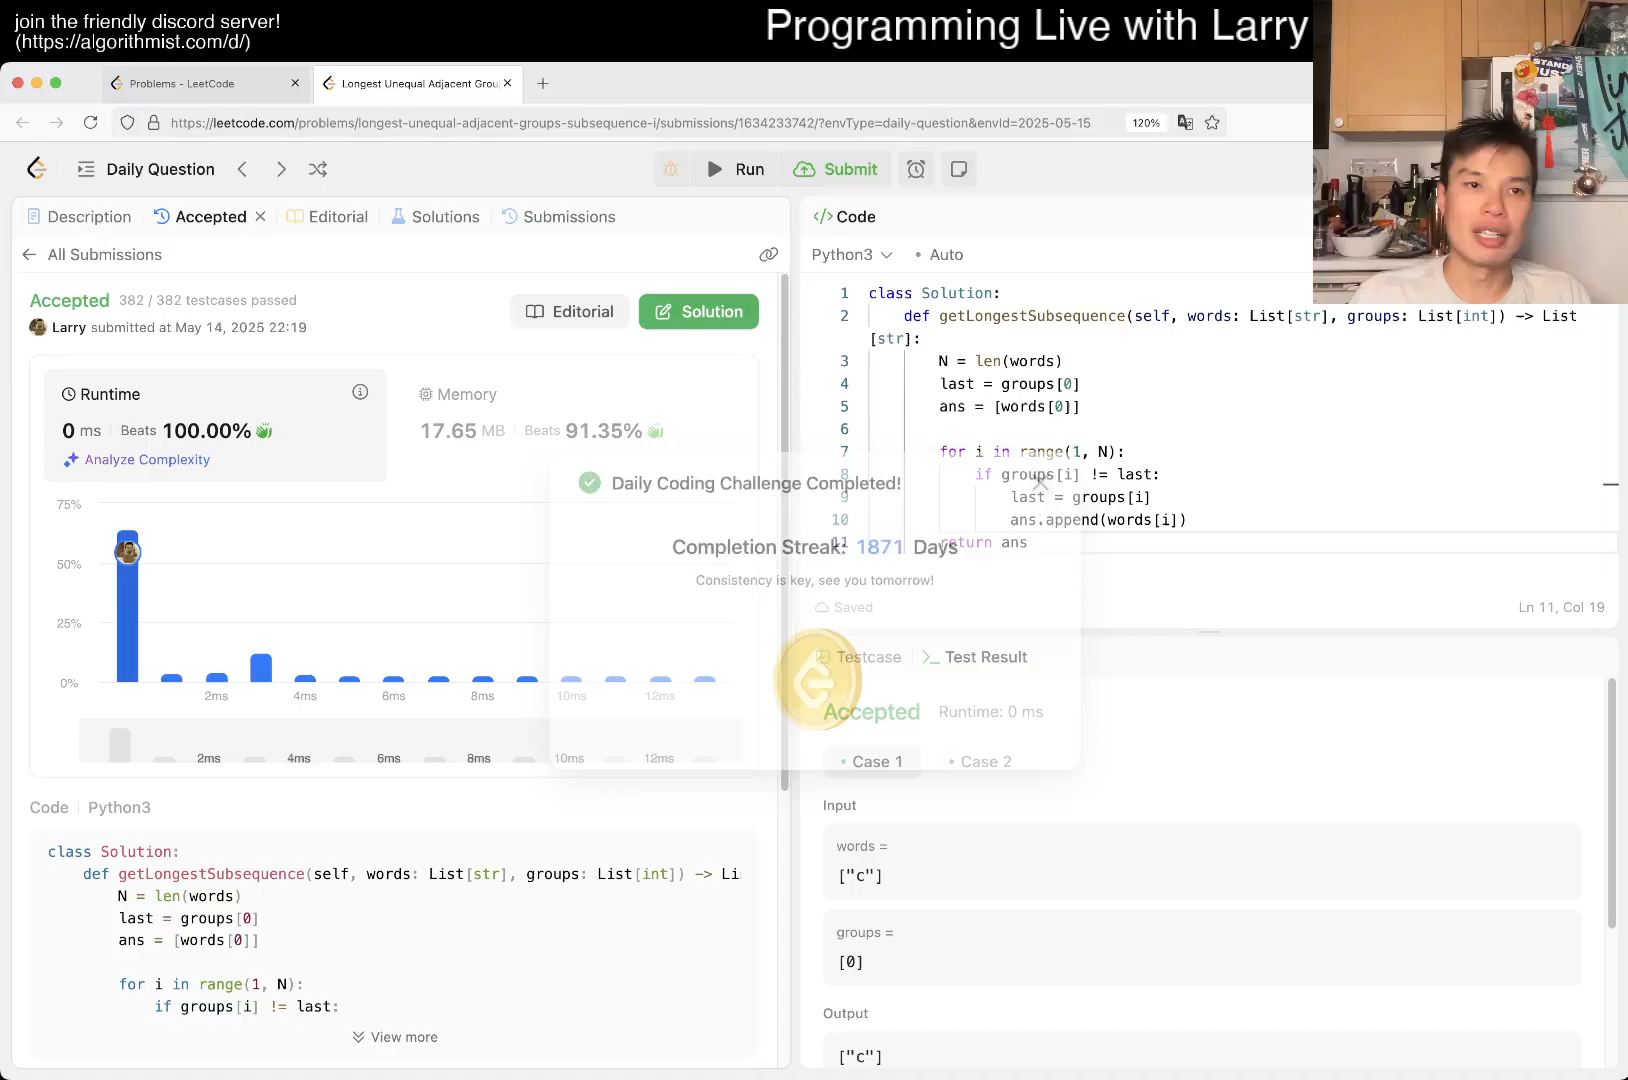 join the friendly discord server!
(https://algorithmist.com/d/)
Programming Live with Larry
Problems - LeetCode
Longest Unequal Adjacent Grou
https://leetcode.com/problems/longest-unequal-adjacent-groups-subsequence-i/submissions/1634233742/?envType=daily-question&envId=2025-05-15
120%
Daily Question
Run
Submit
Description
Accepted
Editorial
Solutions
Submissions
All Submissions
Accepted 382 / 382 testcases passed
Larry submitted at May 14, 2025 22:19
Editorial
Solution
Runtime
0 ms Beats 100.00%
Analyze Complexity
Memory
17.65 MB Beats 91.35%
75%
50%
25%
0%
2ms 4ms 6ms 8ms 10ms 12ms
2ms 4ms 6ms 8ms 10ms 12ms
Daily Coding Challenge Completed!
Completion Streak: 1871 Days
Consistency is key, see you tomorrow!
Code Python3
class Solution:
def getLongestSubsequence(self, words: List[str], groups: List[int]) -> Li
N = len(words)
last = groups[0]
ans = [words[0]]
for i in range(1, N):
if groups[i] != last:
View more
</> Code
Python3 • Auto
1 class Solution:
2 def getLongestSubsequence(self, words: List[str], groups: List[int]) -> List
[str]:
3 N = len(words)
4 last = groups[0]
5 ans = [words[0]]
6
7 for i in range(1, N):
8 if groups[i] != last:
9 last = groups[i]
10 ans.append(words[i])
11 return ans
Saved
Ln 11, Col 19
Testcase
>_ Test Result
Accepted Runtime: 0 ms
• Case 1 • Case 2
Input
words =
["c"]
groups =
[0]
Output
["c"]
STAND